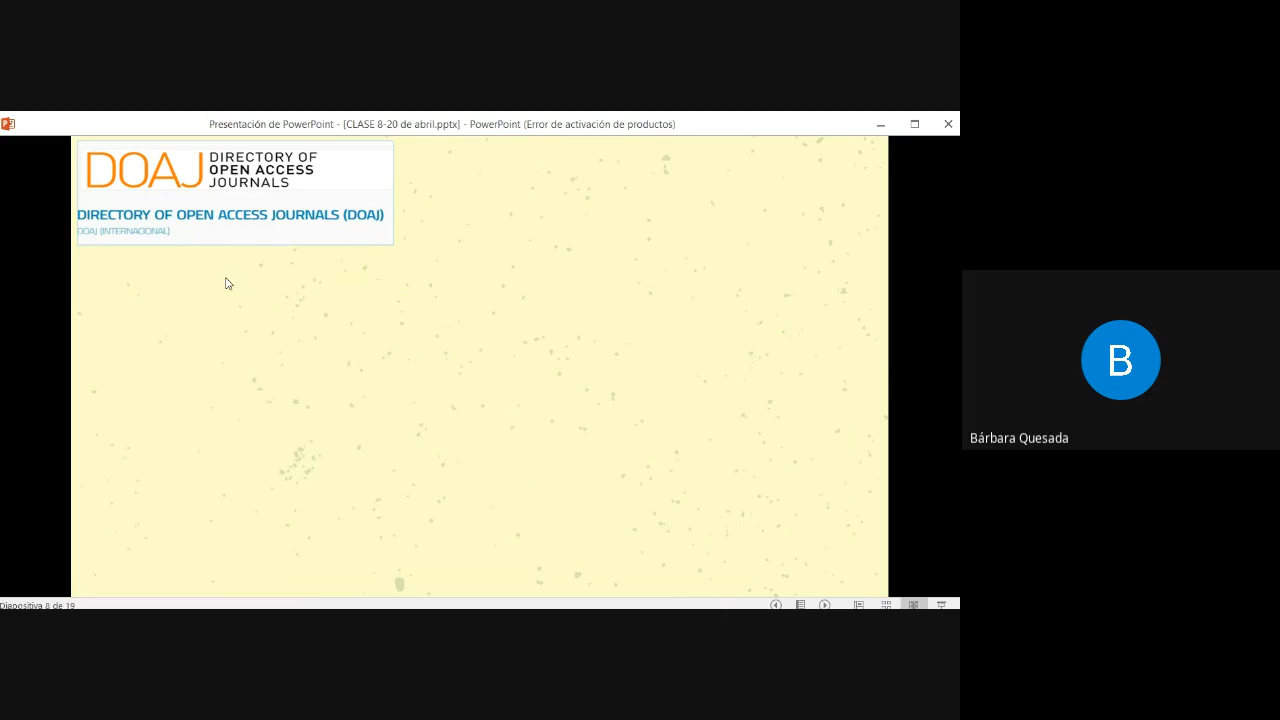 Presentación de PowerPoint - [CLASE 8-20 de abril.pptx] - PowerPoint (Error de activación de productos)
DOAJ DIRECTORY OF
OPEN ACCESS
JOURNALS
DIRECTORY OF OPEN ACCESS JOURNALS (DOAJ)
DOAJ (INTERNACIONAL)
B
Bárbara Quesada
Diapositiva 8 de 19